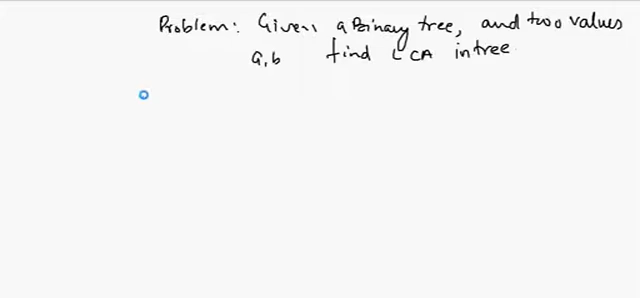 Problem: Given a Binary tree, and two values
a,b find LCA in tree